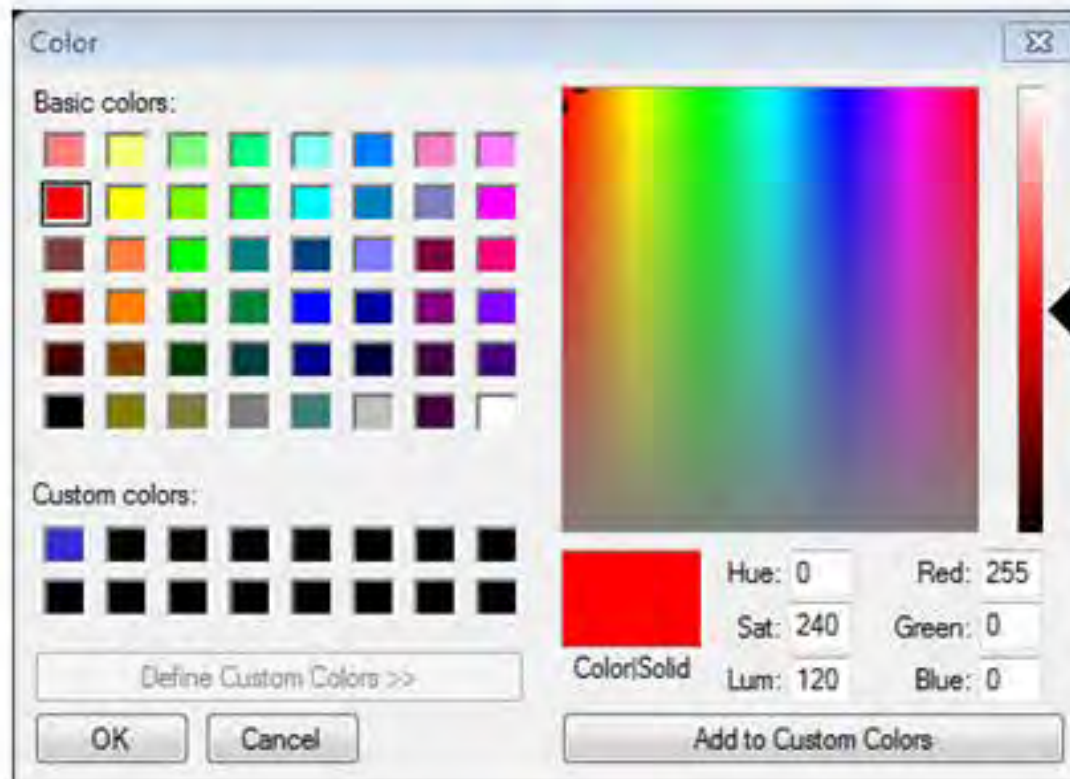 Color
Basic colors:
Custom colors:
Define Custom Colors >>
OK Cancel
Color|Solid
Hue: 0 Red: 255
Sat: 240 Green: 0
Lum: 120 Blue: 0
Add to Custom Colors